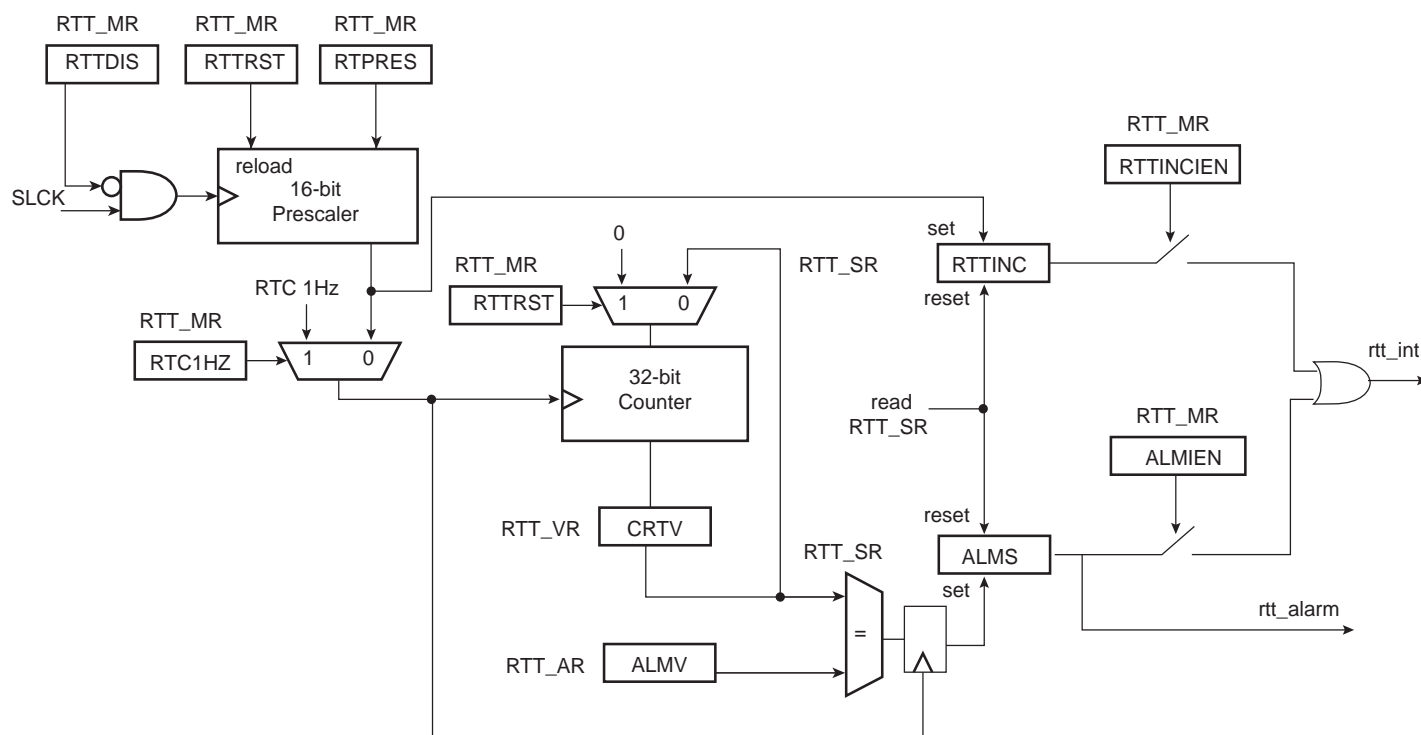 RTT_MR
RTT_MR
RTT_MR
RTTDIS
RTTRST
RTPRES
reload
16-bit
Prescaler
SLCK
RTT_MR
RTTINCIEN
0
set
RTT_MR
RTT_SR
RTTINC
RTC 1Hz
RTTRST
1 0
reset
RTT_MR
RTC1HZ
1 0
32-bit
Counter
rtt_int
read
RTT_SR
RTT_MR
ALMIEN
reset
RTT_VR
CRTV
RTT_SR
ALMS
set
rtt_alarm
=
RTT_AR
ALMV